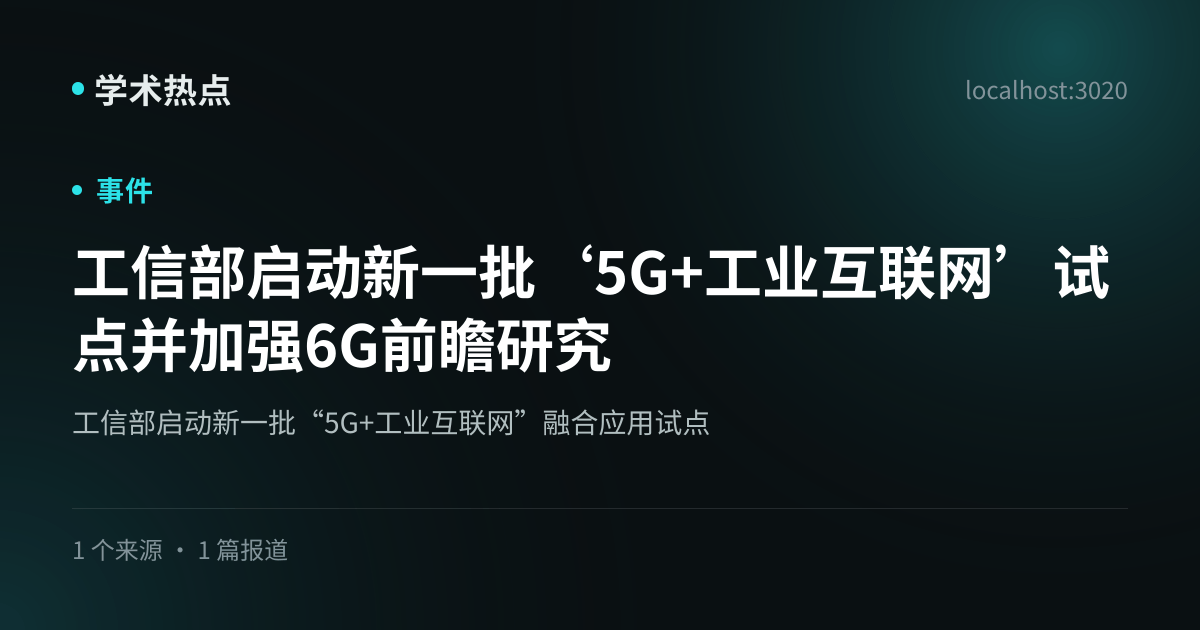 学术热点
localhost:3020
事件
工信部启动新一批‘5G+工业互联网’试
点并加强6G前瞻研究
工信部启动新一批“5G+工业互联网”融合应用试点
1 个来源 · 1 篇报道